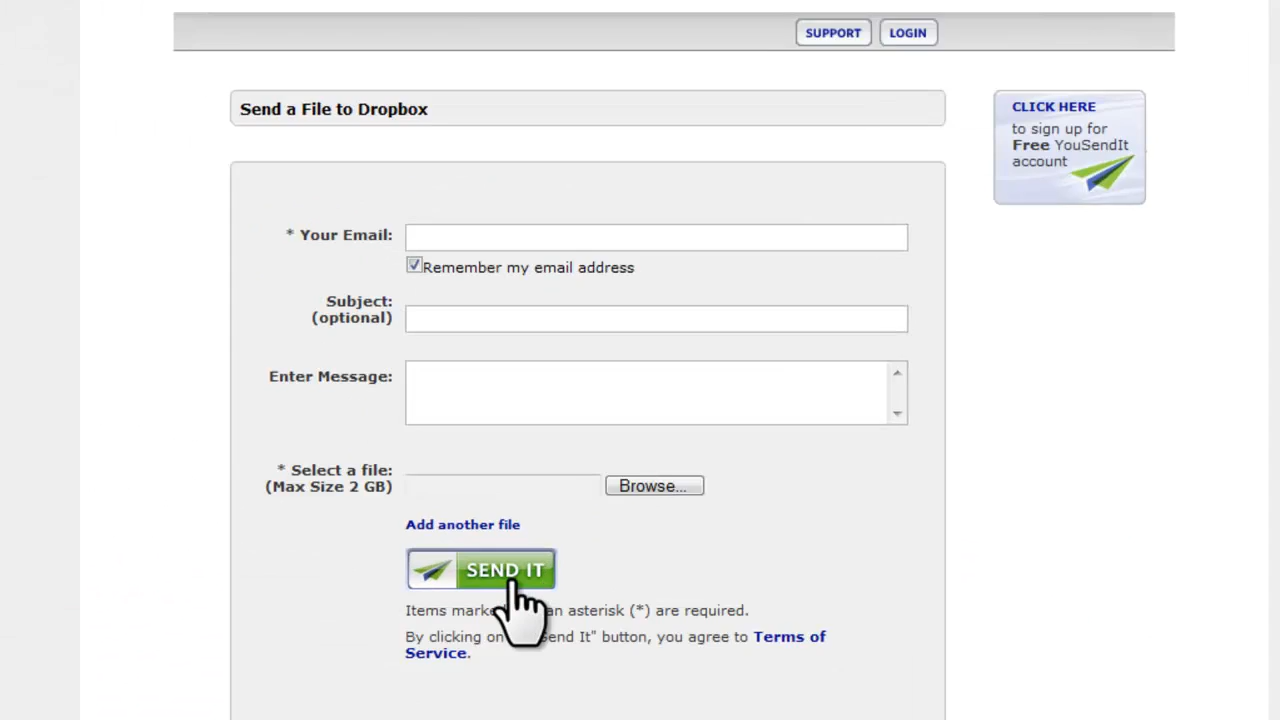 SUPPORT LOGIN
Send a File to Dropbox
CLICK HERE
to sign up for
Free YouSendIt
account
* Your Email:
Remember my email address
Subject:
(optional)
Enter Message:
* Select a file:
(Max Size 2 GB)
Browse...
Add another file
SEND IT
Items an asterisk (*) are required.
By clicking on Send It" button, you agree to Terms of
Service.